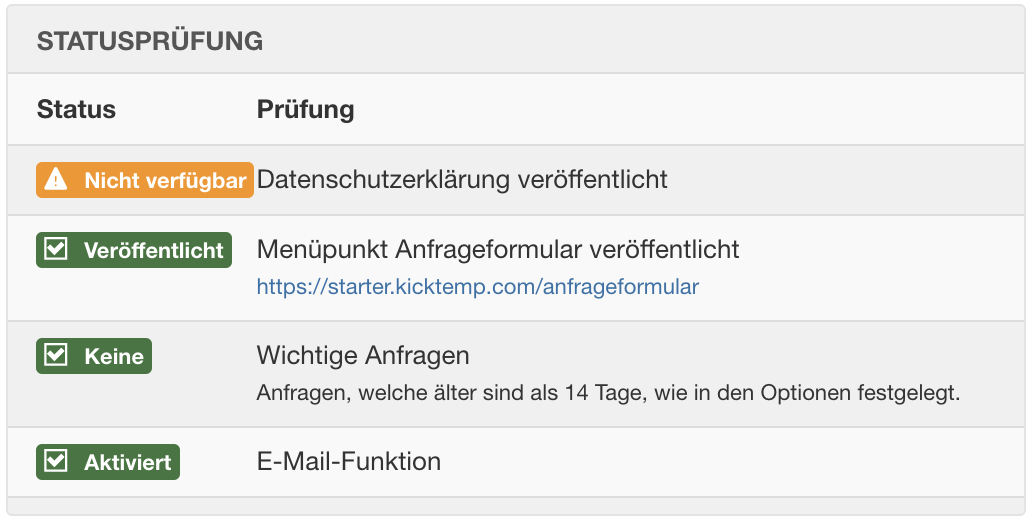 STATUSPRÜFUNG
Status Prüfung
Nicht verfügbar Datenschutzerklärung veröffentlicht
Veröffentlicht Menüpunkt Anfrageformular veröffentlicht
https://starter.kicktemp.com/anfrageformular
Keine Wichtige Anfragen
Anfragen, welche älter sind als 14 Tage, wie in den Optionen festgelegt.
Aktiviert E-Mail-Funktion